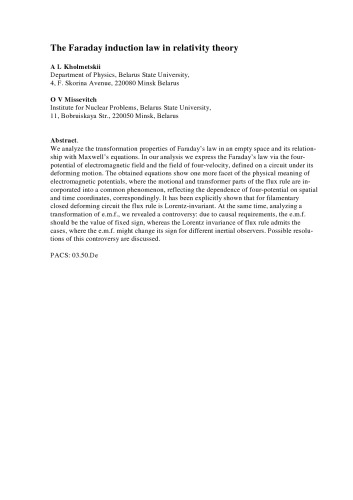 The Faraday induction law in relativity theory
A L Kholmetskii
Department of Physics, Belarus State University,
4, F. Skorina Avenue, 220080 Minsk Belarus
O V Missevitch
Institute for Nuclear Problems, Belarus State University,
11, Bobruiskaya Str., 220050 Minsk, Belarus
Abstract.
We analyze the transformation properties of Faraday's law in an empty space and its relation-
ship with Maxwell's equations. In our analysis we express the Faraday's law via the four-
potential of electromagnetic field and the field of four-velocity, defined on a circuit under its
deforming motion. The obtained equations show one more facet of the physical meaning of
electromagnetic potentials, where the motional and transformer parts of the flux rule are in-
corporated into a common phenomenon, reflecting the dependence of four-potential on spatial
and time coordinates, correspondingly. It has been explicitly shown that for filamentary
closed deforming circuit the flux rule is Lorentz-invariant. At the same time, analyzing a
transformation of e.m.f., we revealed a controversy: due to causal requirements, the e.m.f.
should be the value of fixed sign, whereas the Lorentz invariance of flux rule admits the
cases, where the e.m.f. might change its sign for different inertial observers. Possible resolu-
tions of this controversy are discussed.
PACS: 03.50.De